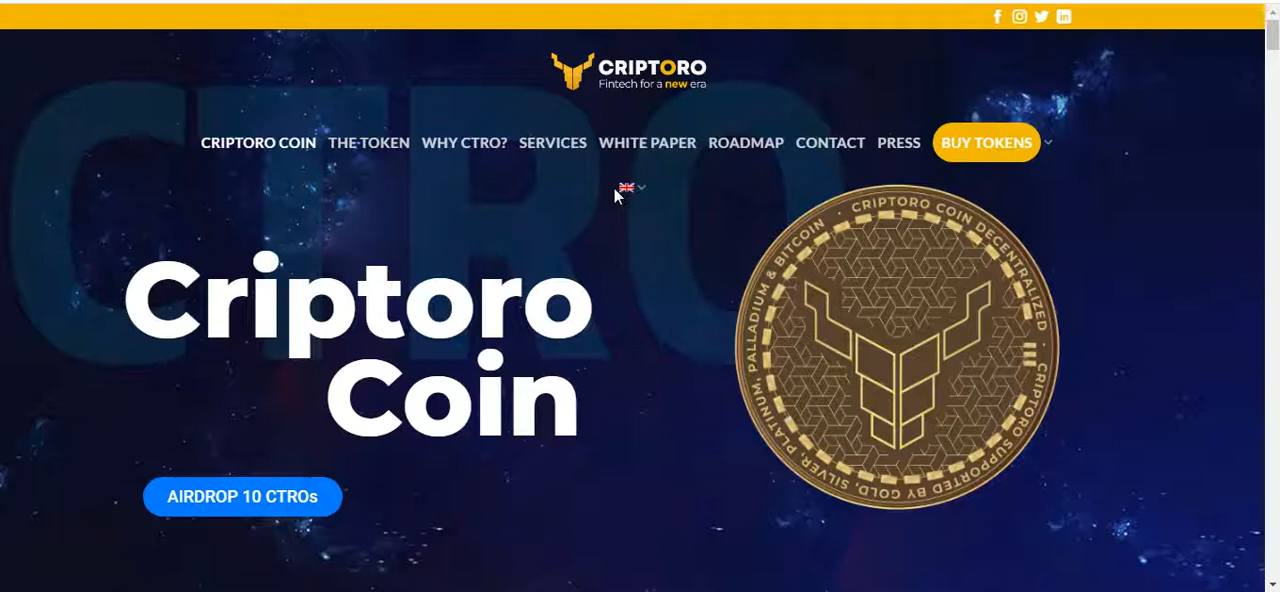 CRIPTORO
Fintech for a new era
CRIPTORO COIN THE TOKEN WHY CTRO? SERVICES WHITE PAPER ROADMAP CONTACT PRESS BUY TOKENS
CTRO
Criptoro
Coin
AIRDROP 10 CTROs
· CRIPTORO COIN DECENTRALIZED · CRIPTORO SUPPORTED BY GOLD, SILVER, PLATINUM, PALLADIUM & BITCOIN